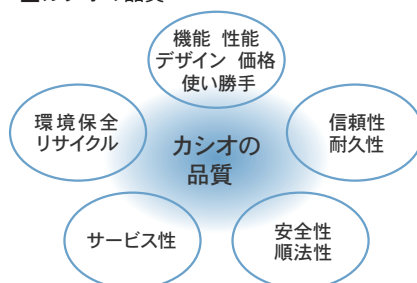 機能 性能
デザイン 価格
使い勝手
環境保全
リサイクル
カシオの
品質
信頼性
耐久性
サービス性
安全性
順法性